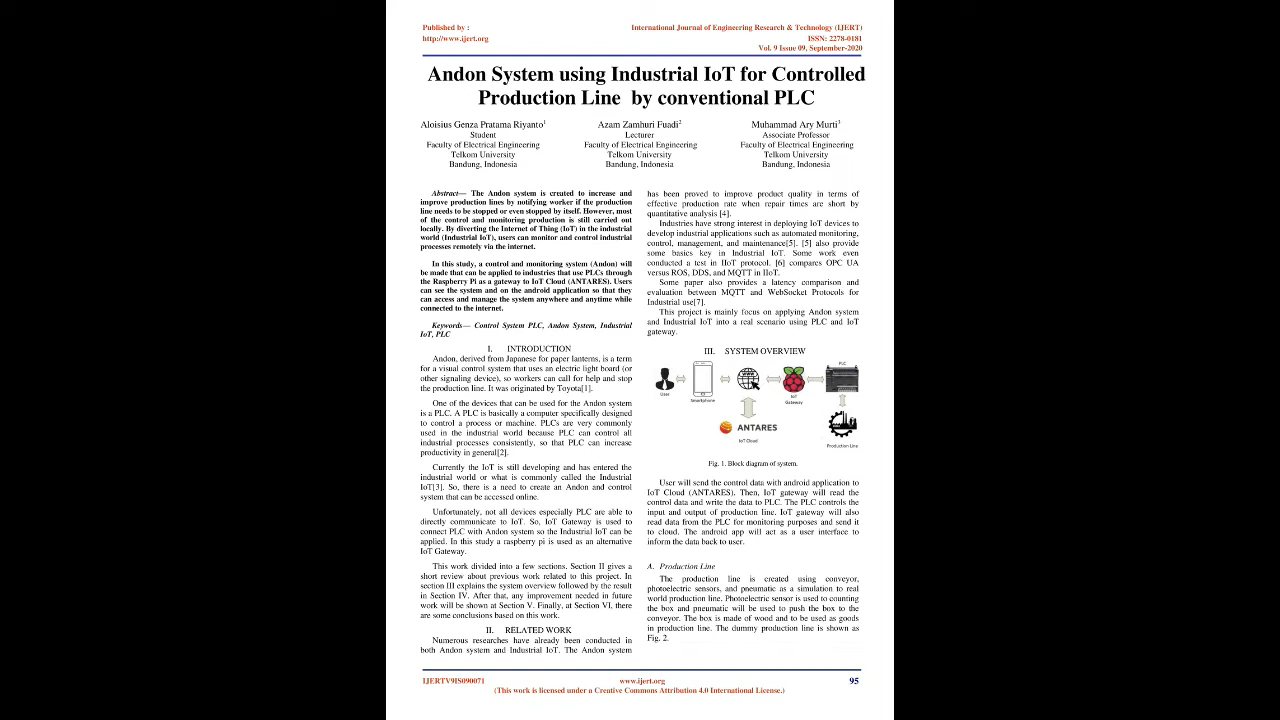 Published by :
http://www.ijert.org
International Journal of Engineering Research & Technology (IJERT)
ISSN: 2278-0181
Vol. 9 Issue 09, September-2020
Andon System using Industrial IoT for Controlled
Production Line by conventional PLC
Aloisius Genza Pratama Riyanto1
Student
Faculty of Electrical Engineering
Telkom University
Bandung, Indonesia
Azam Zamhuri Fuadi2
Lecturer
Faculty of Electrical Engineering
Telkom University
Bandung, Indonesia
Muhammad Ary Murti3
Associate Professor
Faculty of Electrical Engineering
Telkom University
Bandung, Indonesia
Abstract— The Andon system is created to increase and
improve production lines by notifying worker if the production
line needs to be stopped or even stopped by itself. However, most
of the control and monitoring production is still carried out
locally. By diverting the Internet of Thing (IoT) in the industrial
world (Industrial IoT), users can monitor and control industrial
processes remotely via the internet.
In this study, a control and monitoring system (Andon) will
be made that can be applied to industries that use PLCs through
the Raspberry Pi as a gateway to IoT Cloud (ANTARES). Users
can see the system and on the android application so that they
can access and manage the system anywhere and anytime while
connected to the internet.
Keywords— Control System PLC, Andon System, Industrial
IoT, PLC
I. INTRODUCTION
Andon, derived from Japanese for paper lanterns, is a term
for a visual control system that uses an electric light board (or
other signaling device), so workers can call for help and stop
the production line. It was originated by Toyota[1].
One of the devices that can be used for the Andon system
is a PLC. A PLC is basically a computer specifically designed
to control a process or machine. PLCs are very commonly
used in the industrial world because PLC can control all
industrial processes consistently, so that PLC can increase
productivity in general[2].
Currently the IoT is still developing and has entered the
industrial world or what is commonly called the Industrial
IoT[3]. So, there is a need to create an Andon and control
system that can be accessed online.
Unfortunately, not all devices especially PLC are able to
directly communicate to IoT. So, IoT Gateway is used to
connect PLC with Andon system so the Industrial IoT can be
applied. In this study a raspberry pi is used as an alternative
IoT Gateway.
This work divided into a few sections. Section II gives a
short review about previous work related to this project. In
section III explains the system overview followed by the result
in Section IV. After that, any improvement needed in future
work will be shown at Section V. Finally, at Section VI, there
are some conclusions based on this work.
II. RELATED WORK
Numerous researches have already been conducted in
both Andon system and Industrial IoT. The Andon system
has been proved to improve product quality in terms of
effective production rate when repair times are short by
quantitative analysis [4].
Industries have strong interest in deploying IoT devices to
develop industrial applications such as automated monitoring,
control, management, and maintenance[5]. [5] also provide
some basics key in Industrial IoT. Some work even
conducted a test in IIoT protocol. [6] compares OPC UA
versus ROS, DDS, and MQTT in IIoT.
Some paper also provides a latency comparison and
evaluation between MQTT and WebSocket Protocols for
Industrial use[7].
This project is mainly focus on applying Andon system
and Industrial IoT into a real scenario using PLC and IoT
gateway.
III. SYSTEM OVERVIEW
User
Smartphone
WWW
IoT
Gateway
PLC
ANTARES
IoT Cloud
Production Line
Fig. 1. Block diagram of system.
User will send the control data with android application to
IoT Cloud (ANTARES). Then, IoT gateway will read the
control data and write the data to PLC. The PLC controls the
input and output of production line. IoT gateway will also
read data from the PLC for monitoring purposes and send it
to cloud. The android app will act as a user interface to
inform the data back to user.
A. Production Line
The production line is created using conveyor,
photoelectric sensors, and pneumatic as a simulation to real
world production line. Photoelectric sensor is used to counting
the box and pneumatic will be used to push the box to the
conveyor. The box is made of wood and to be used as goods
in production line. The dummy production line is shown as
Fig. 2.
IJERTV9IS090071
www.ijert.org
95
(This work is licensed under a Creative Commons Attribution 4.0 International License.)